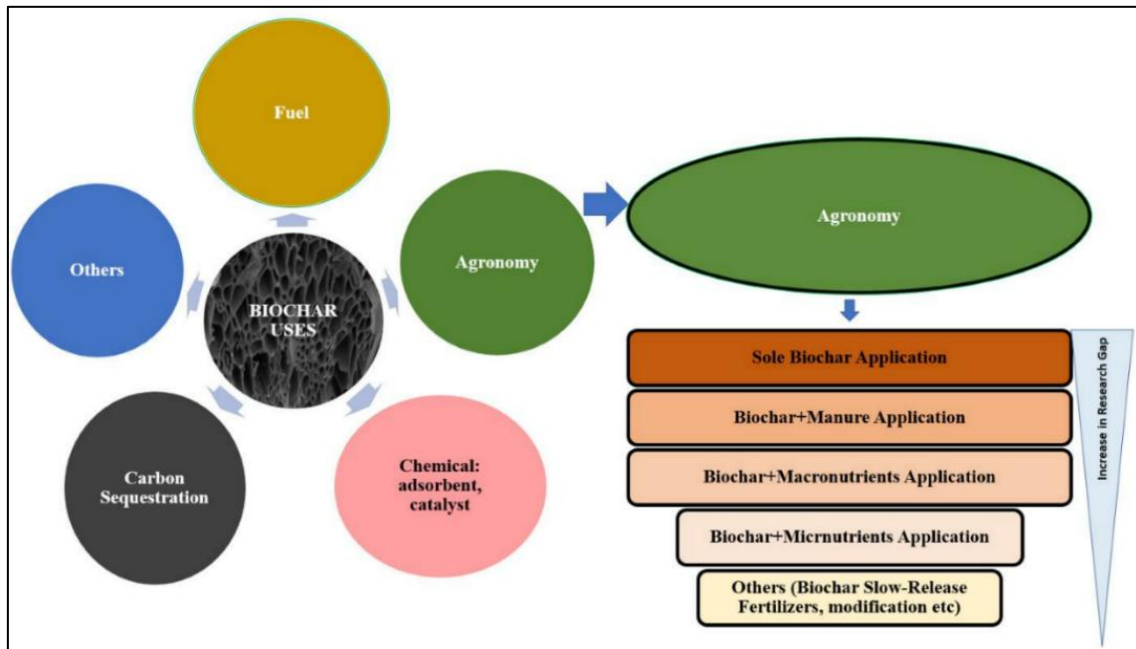 Fuel
Others
BIOCHAR
USES
Agronomy
Carbon
Sequestration
Chemical:
adsorbent,
catalyst
Agronomy
Sole Biochar Application
Biochar+Manure Application
Biochar+Macronutrients Application
Biochar+Micrnutrients Application
Others (Biochar Slow-Release
Fertilizers, modification etc)
Increase in Research Gap